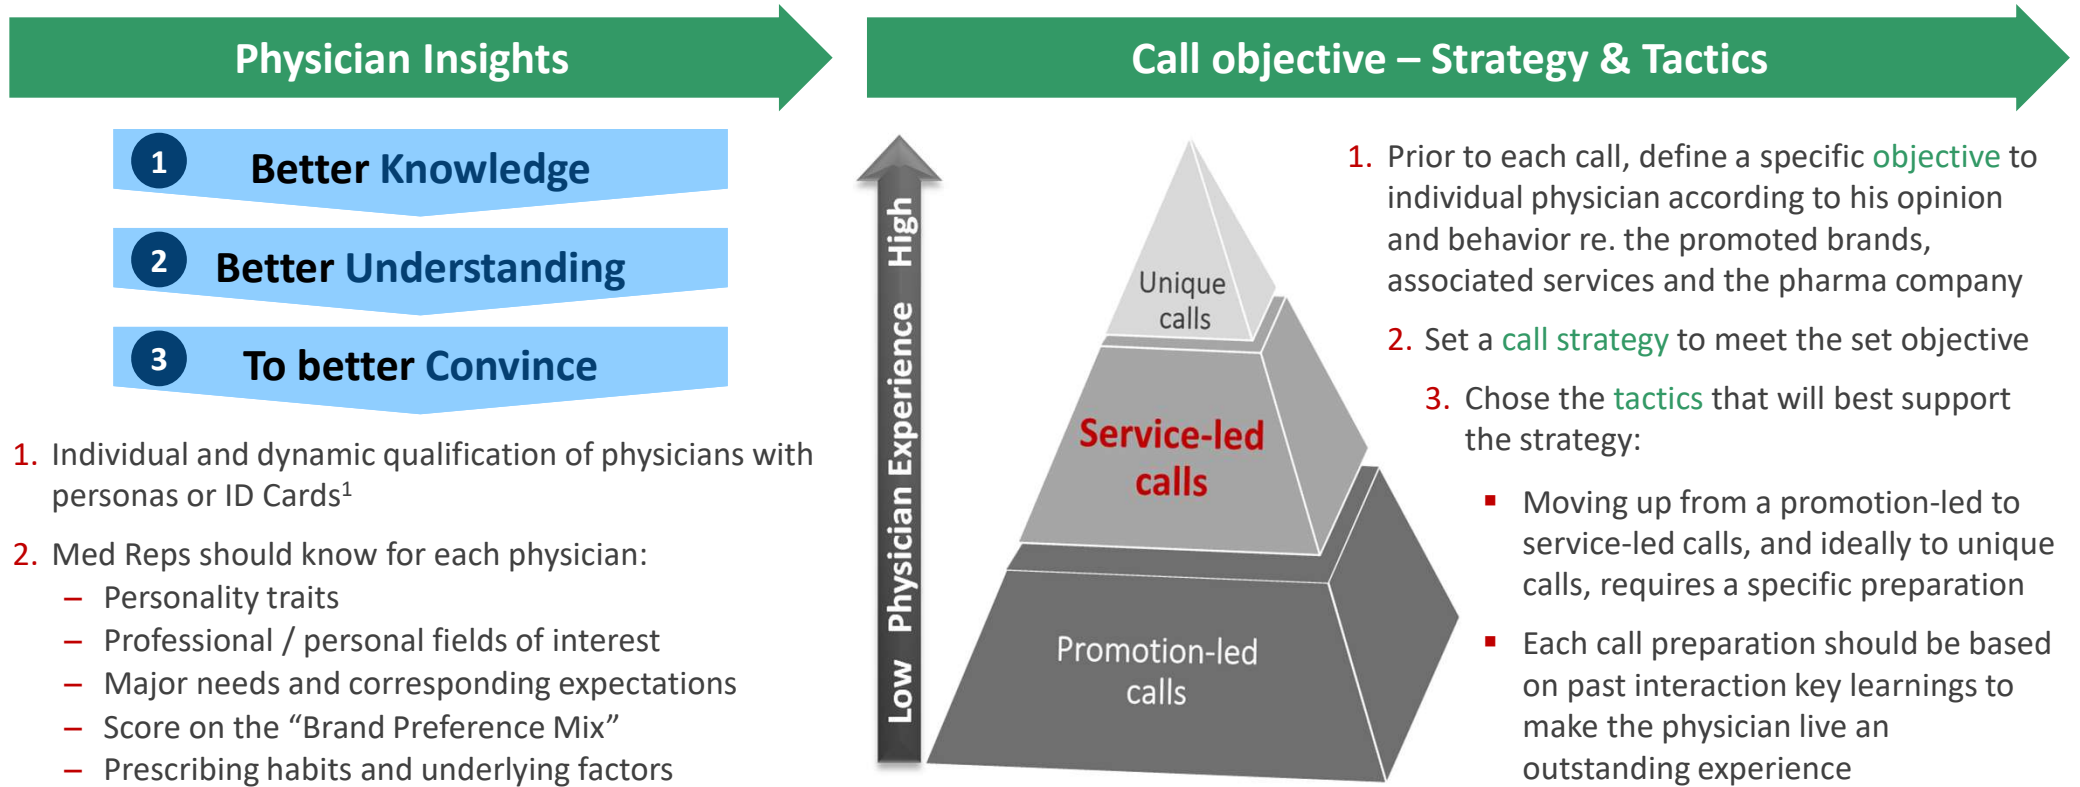 Physician Insights
1 Better Knowledge
2 Better Understanding
3 To better Convince
1. Individual and dynamic qualification of physicians with
personas or ID Cards¹
2. Med Reps should know for each physician:
– Personality traits
– Professional / personal fields of interest
– Major needs and corresponding expectations
– Score on the “Brand Preference Mix”
– Prescribing habits and underlying factors
Call objective – Strategy & Tactics
Low Physician Experience High
Unique
calls
Service-led
calls
Promotion-led
calls
1. Prior to each call, define a specific objective to
individual physician according to his opinion
and behavior re. the promoted brands,
associated services and the pharma company
2. Set a call strategy to meet the set objective
3. Chose the tactics that will best support
the strategy:
▪ Moving up from a promotion-led to
service-led calls, and ideally to unique
calls, requires a specific preparation
▪ Each call preparation should be based
on past interaction key learnings to
make the physician live an
outstanding experience